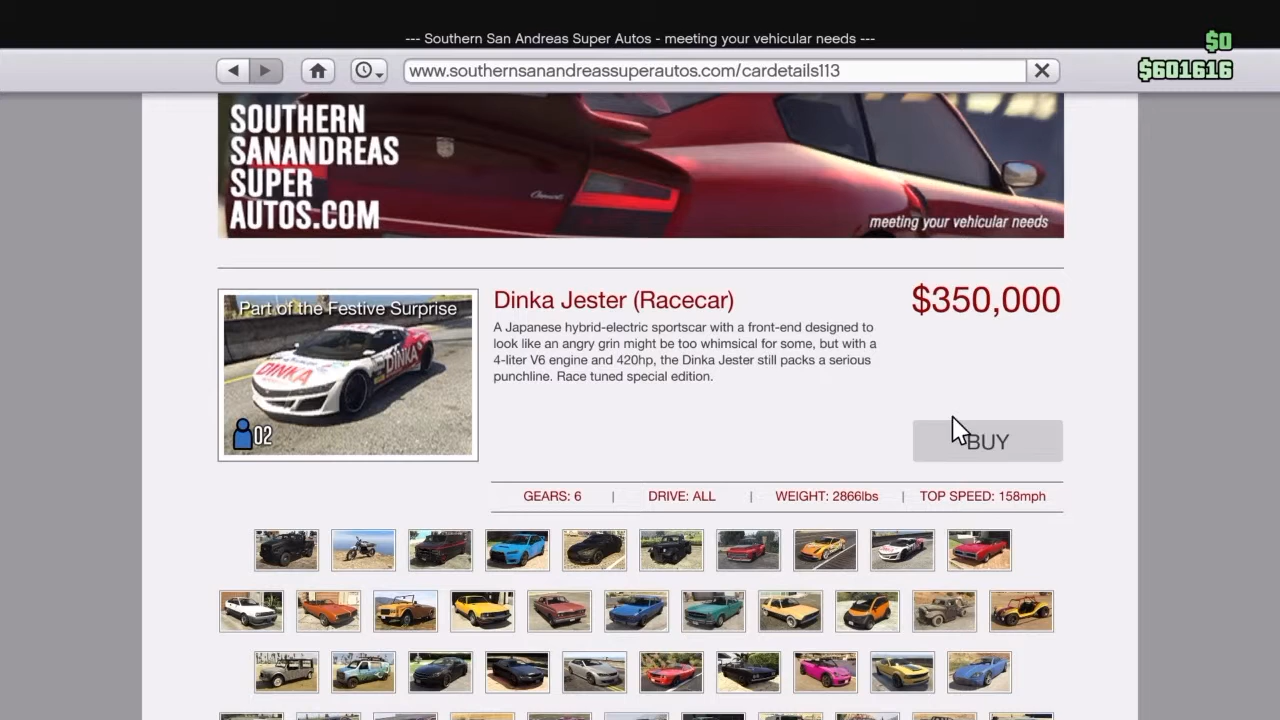 --- Southern San Andreas Super Autos - meeting your vehicular needs ---
$0
www.southernsanandreassuperautos.com/cardetails113
$601616
SOUTHERN
SANANDREAS
SUPER
AUTOS.COM
meeting your vehicular needs
Part of the Festive Surprise
DINKA
DINKA
02
Dinka Jester (Racecar)
$350,000
A Japanese hybrid-electric sportscar with a front-end designed to
look like an angry grin might be too whimsical for some, but with a
4-liter V6 engine and 420hp, the Dinka Jester still packs a serious
punchline. Race tuned special edition.
BUY
GEARS: 6 | DRIVE: ALL | WEIGHT: 2866lbs | TOP SPEED: 158mph